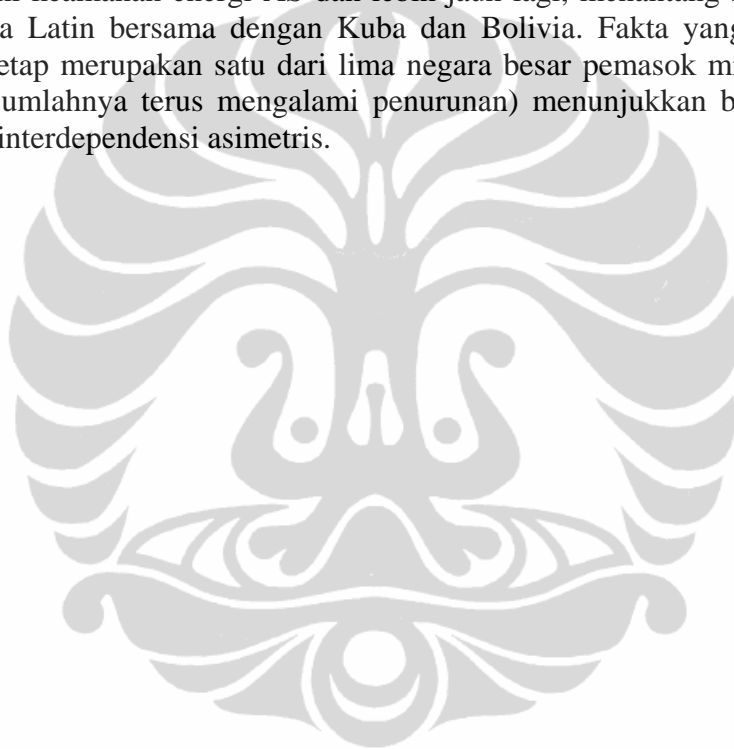 keamanan energi AS dan lebih jauh lagi, menantang
a Latin bersama dengan Kuba dan Bolivia. Fakta yang
etap merupakan satu dari lima negara besar pemasok mi
umlahnya terus mengalami penurunan) menunjukkan b
interdependensi asimetris.